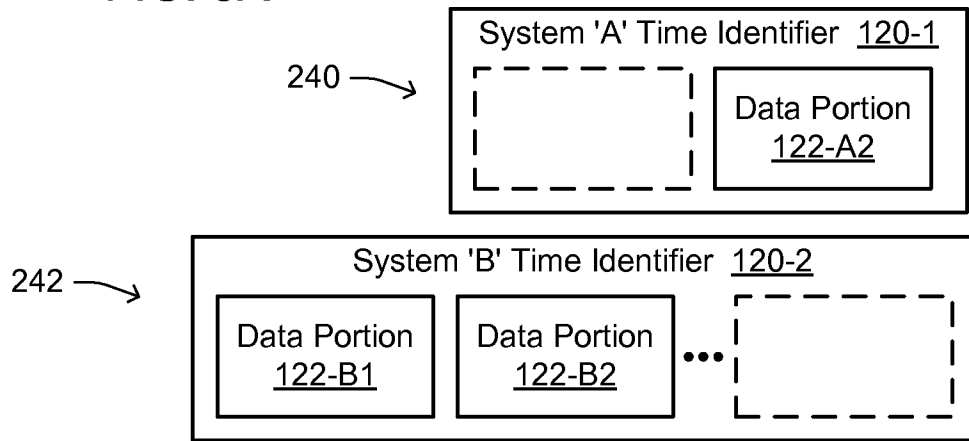 System 'A' Time Identifier 120-1
240
Data Portion
122-A2
System 'B' Time Identifier 120-2
242
Data Portion
122-B1
Data Portion
122-B2
•••